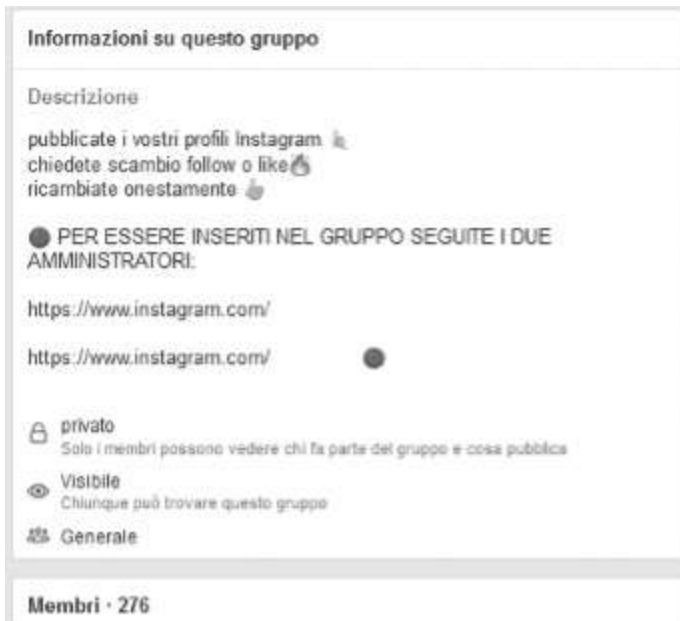 Informazioni su questo gruppo
Descrizione
pubblicate i vostri profili Instagram
chiedete scambio follow o like
ricambiate onestamente
PER ESSERE INSERITI NEL GRUPPO SEGUITE I DUE
AMMINISTRATORI:
https://www.instagram.com/
https://www.instagram.com/
privato
Solo i membri possono vedere chi fa parte del gruppo e cosa pubblica
Visibile
Chiunque può trovare questo gruppo
Generale
Membri · 276